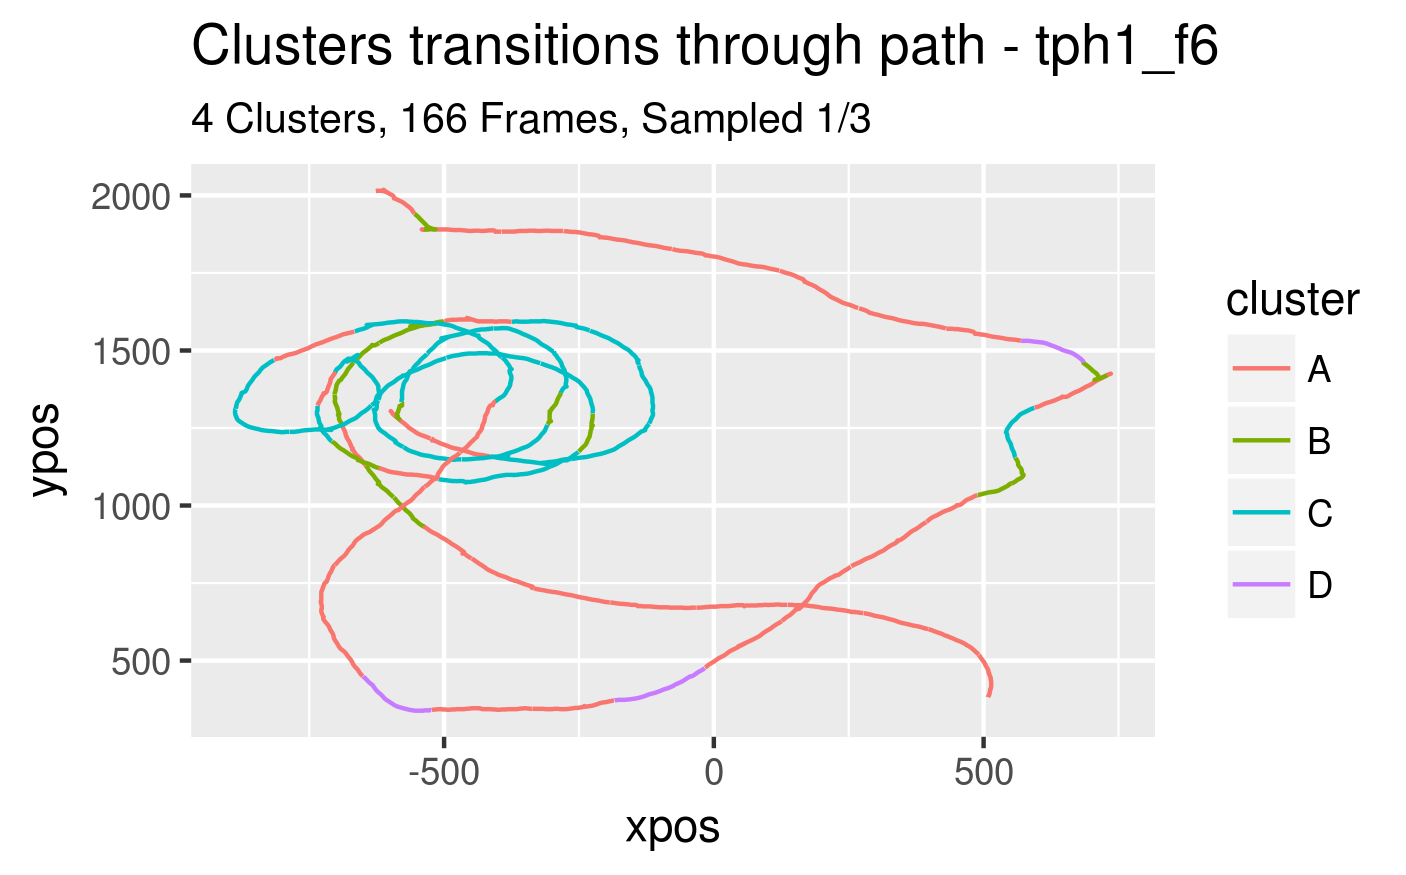 Clusters transitions through path - tph1_f6
4 Clusters, 166 Frames, Sampled 1/3
2000
1500
1000
500
ypos
-500 0 500
xpos
cluster
A
B
C
D